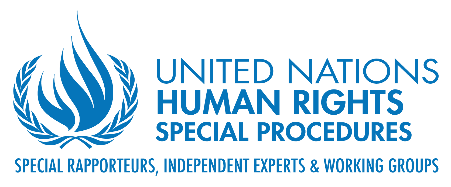 UNITED NATIONS
HUMAN RIGHTS
SPECIAL PROCEDURES
SPECIAL RAPPORTEURS, INDEPENDENT EXPERTS & WORKING GROUPS